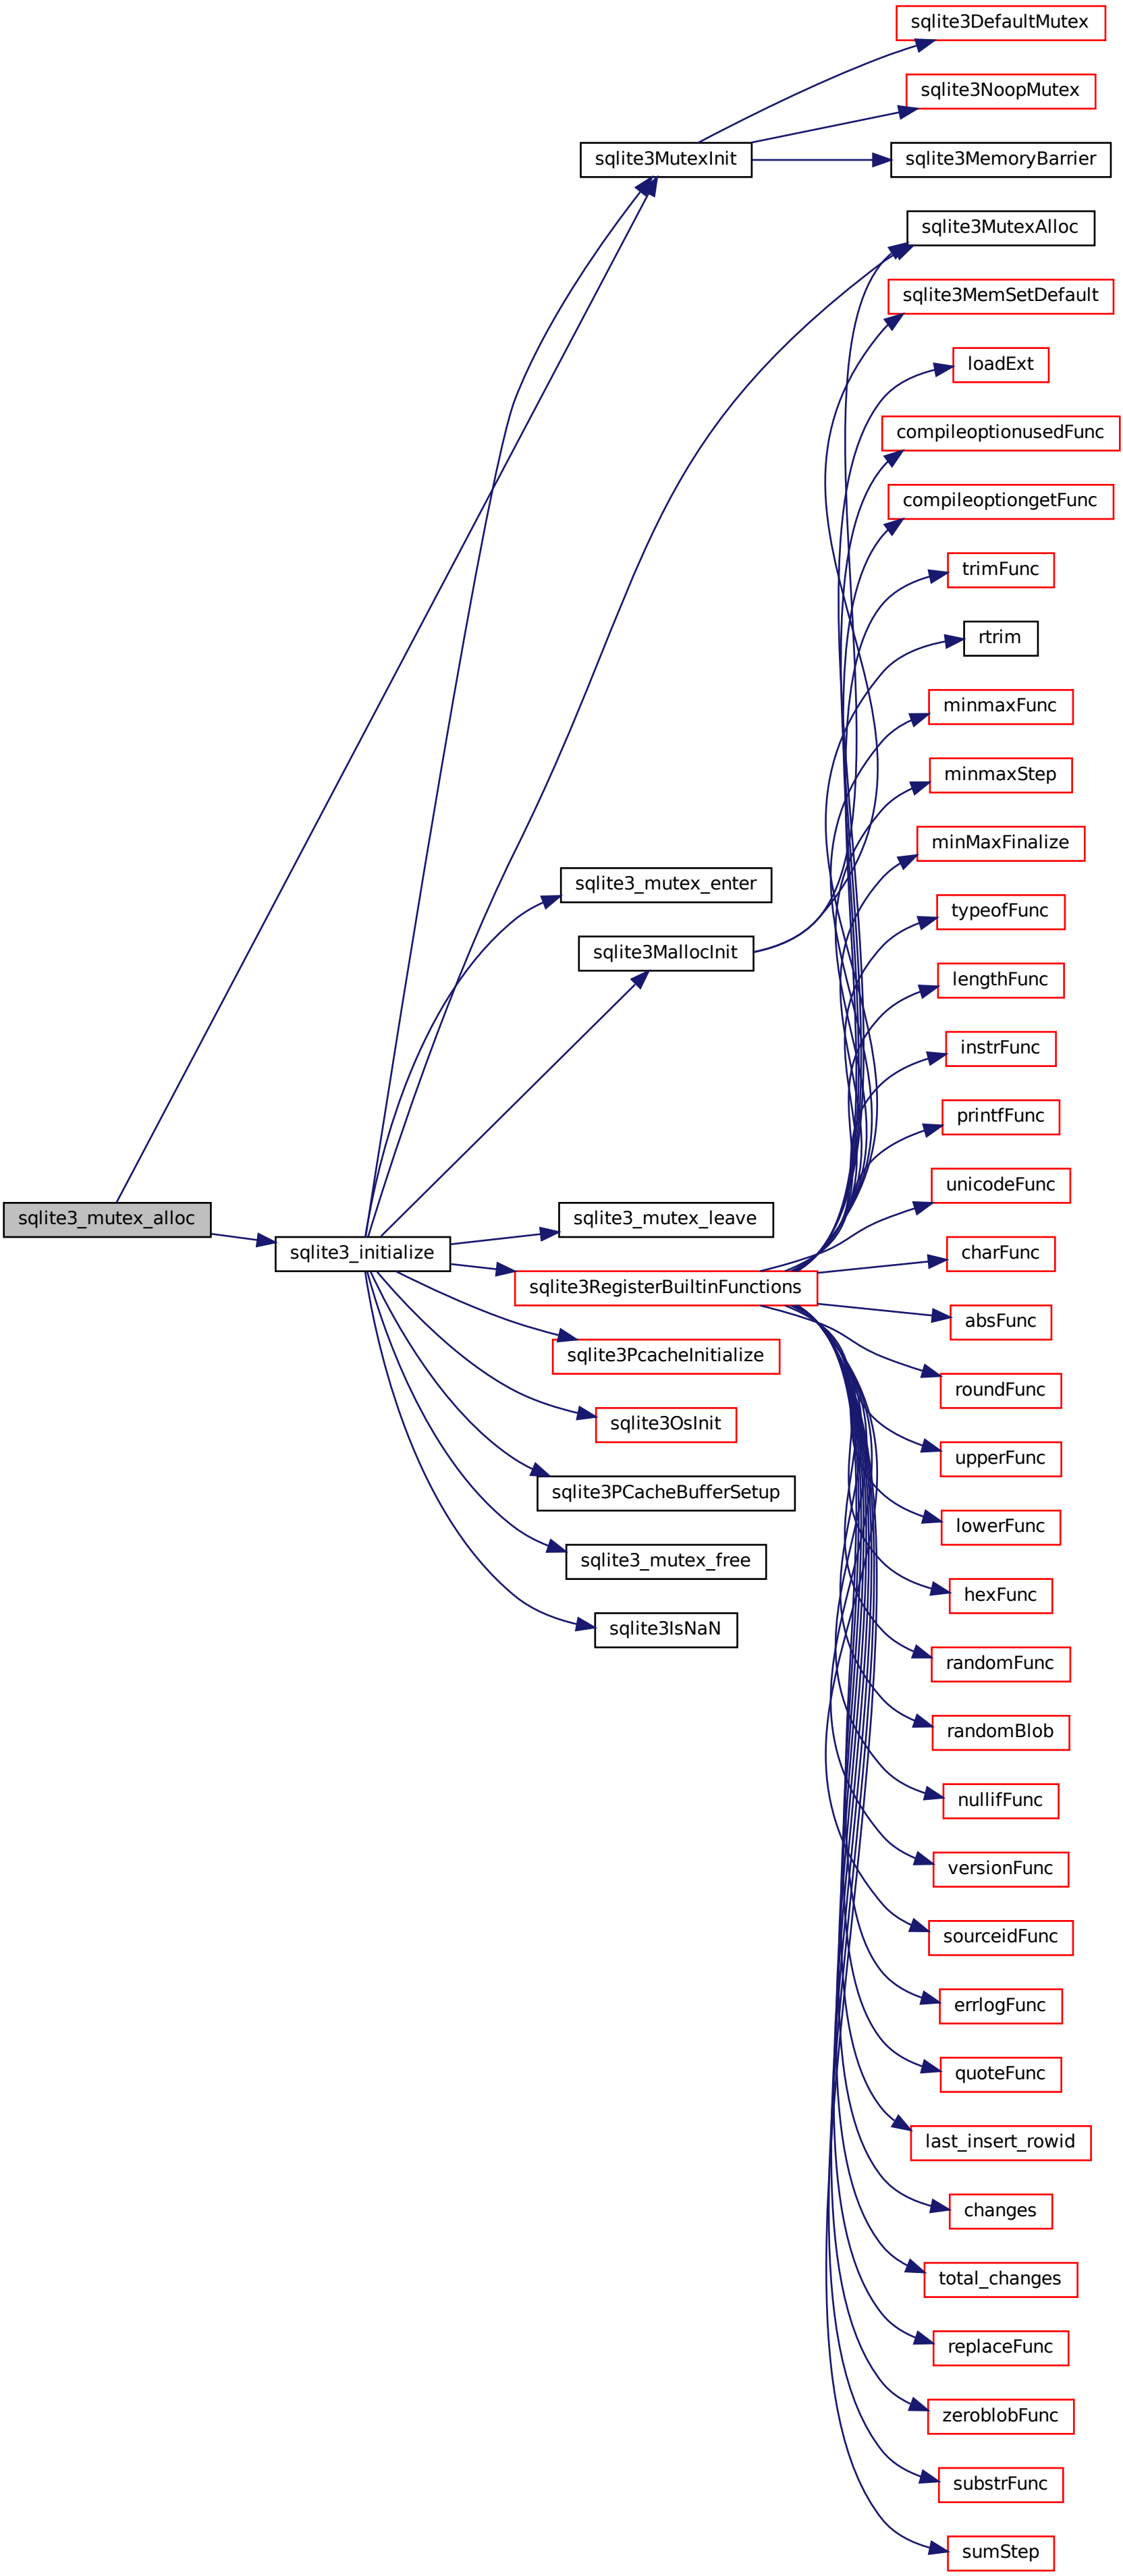 sqlite3DefaultMutex
sqlite3NoopMutex
sqlite3MutexInit
sqlite3MemoryBarrier
sqlite3MutexAlloc
sqlite3MemSetDefault
loadExt
compileoptionusedFunc
compileoptiongetFunc
trimFunc
rtrim
minmaxFunc
minmaxStep
minMaxFinalize
sqlite3_mutex_enter
typeofFunc
sqlite3MallocInit
lengthFunc
instrFunc
printfFunc
unicodeFunc
sqlite3_mutex_alloc
sqlite3_mutex_leave
sqlite3_initialize
charFunc
sqlite3RegisterBuiltinFunctions
absFunc
sqlite3PcacheInitialize
roundFunc
sqlite3OsInit
upperFunc
sqlite3PCacheBufferSetup
lowerFunc
sqlite3_mutex_free
hexFunc
sqlite3IsNaN
randomFunc
randomBlob
nullifFunc
versionFunc
sourceidFunc
errlogFunc
quoteFunc
last_insert_rowid
changes
total_changes
replaceFunc
zeroblobFunc
substrFunc
sumStep